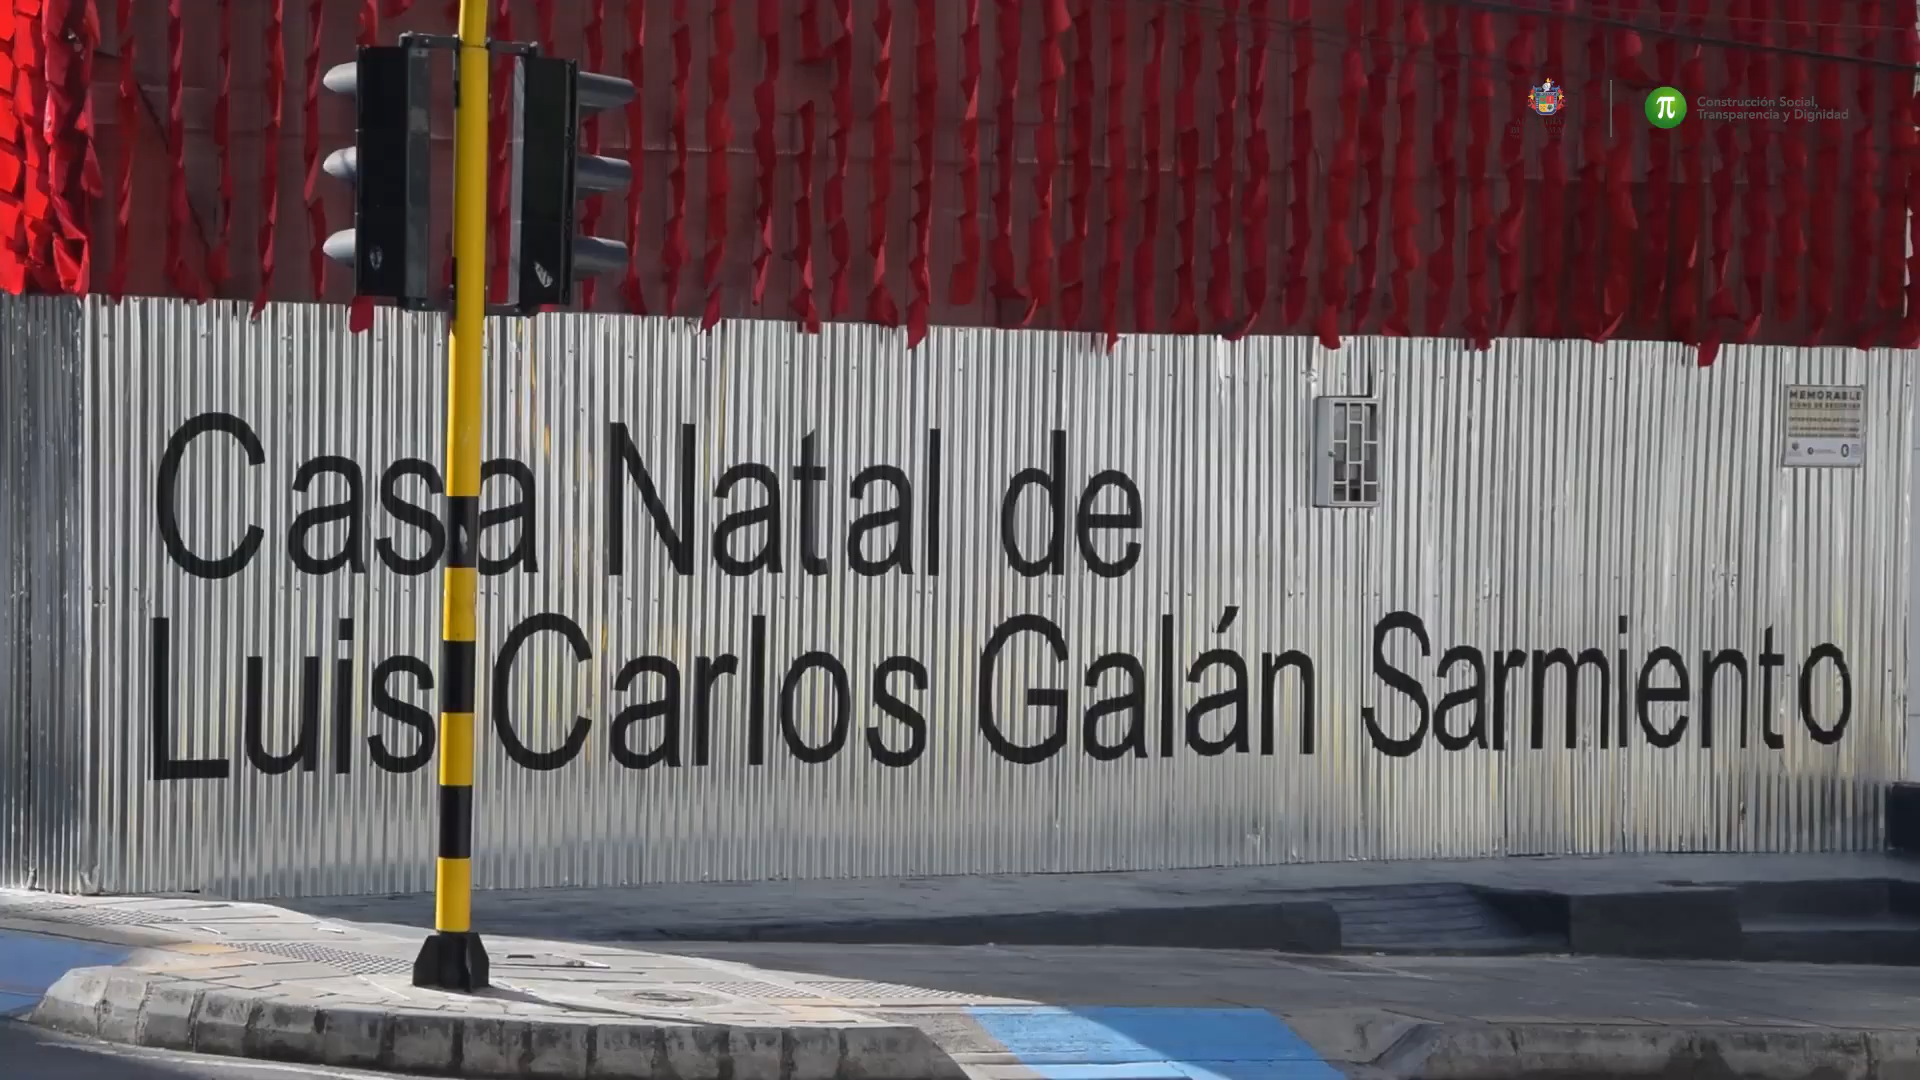 π Construcción Social,
Transparencia y Dignidad
MEMORABLE
Casa Natal de
Luis Carlos Galán Sarmiento